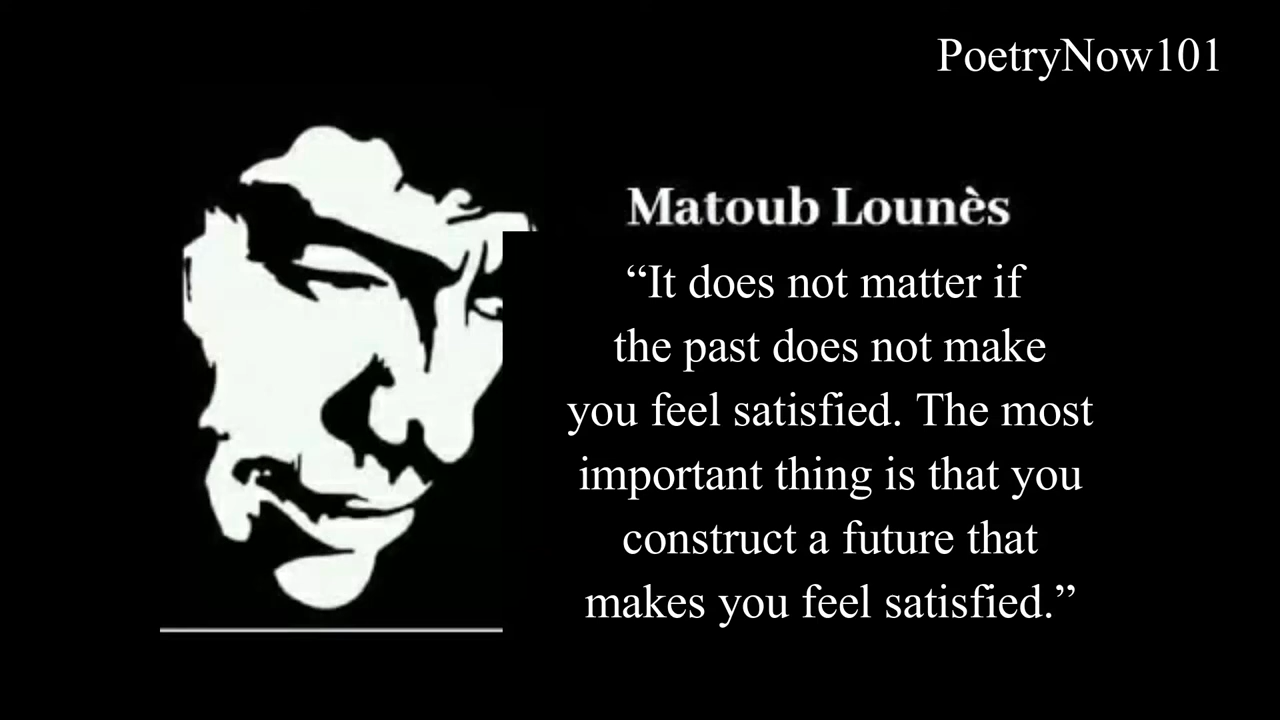 PoetryNow101
Matoub Lounès
“It does not matter if
the past does not make
you feel satisfied. The most
important thing is that you
construct a future that
makes you feel satisfied.”